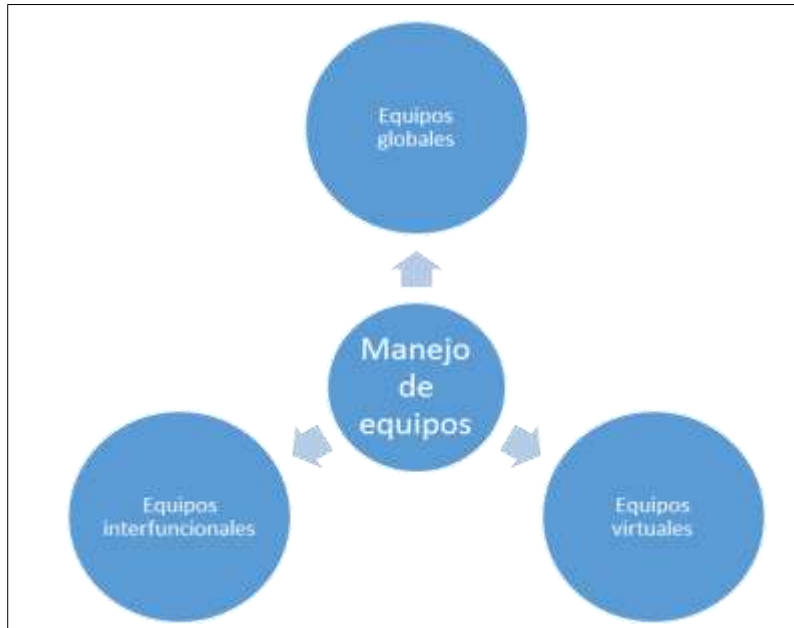 Equipos
globales
Manejo
de
equipos
Equipos
interfuncionales
Equipos
virtuales